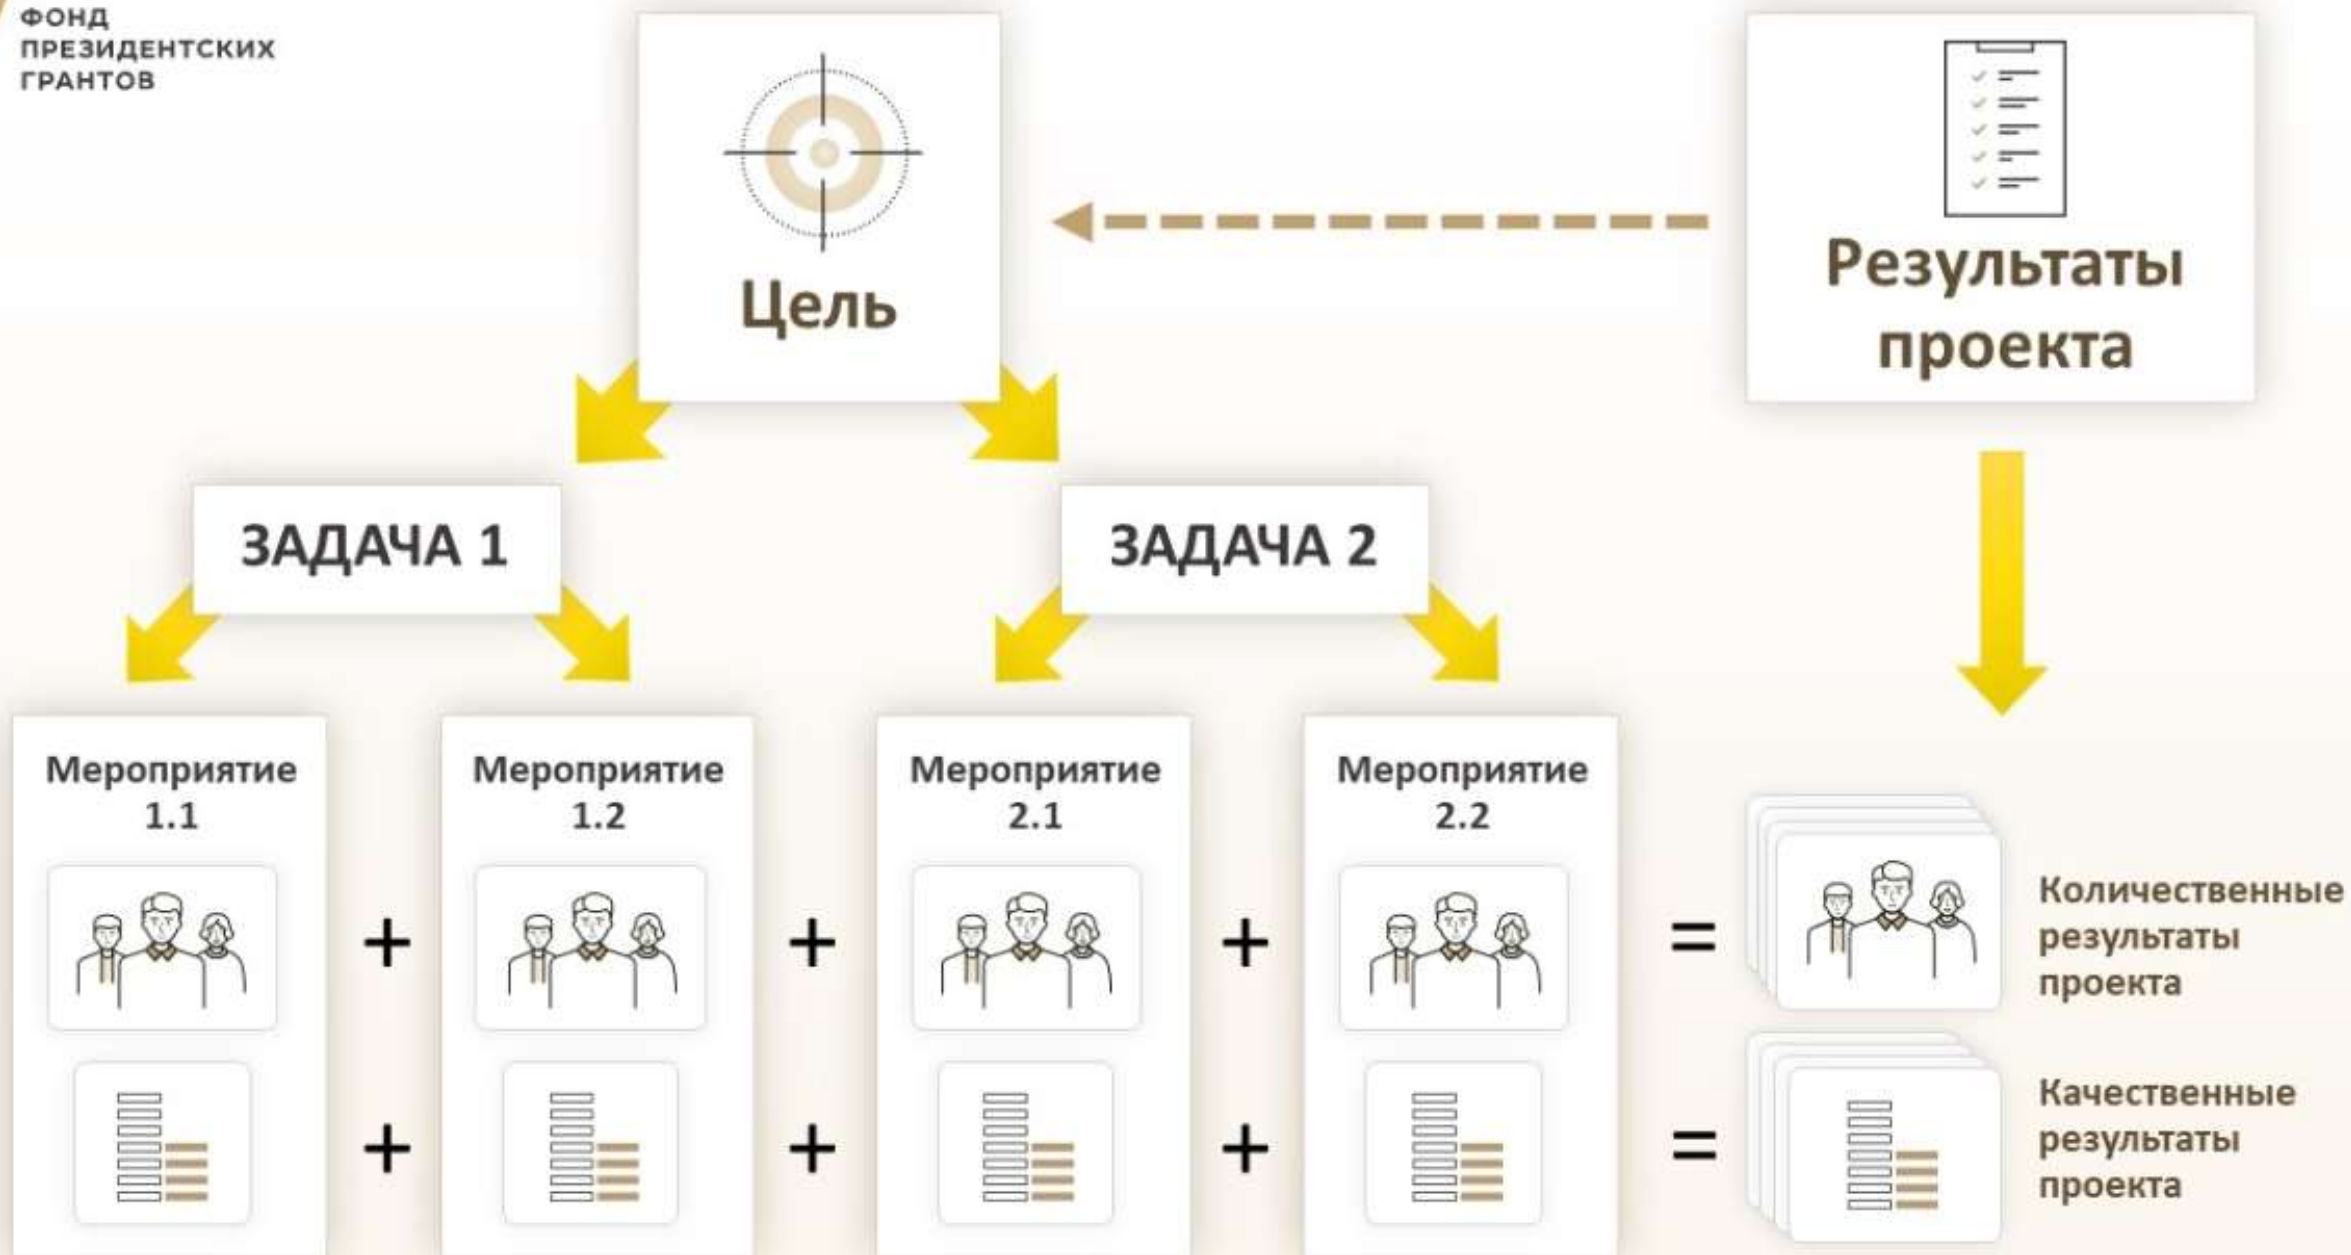 ФОНД
ПРЕЗИДЕНТСКИХ
ГРАНТОВ
Цель
Результаты
проекта
ЗАДАЧА 1
ЗАДАЧА 2
Мероприятие
1.1
Мероприятие
1.2
Мероприятие
2.1
Мероприятие
2.2
+
+
+
=
Количественные
результаты
проекта
+
+
+
=
Качественные
результаты
проекта